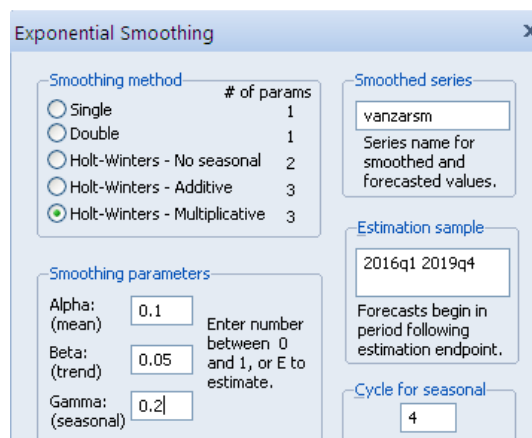 Exponential Smoothing
Smoothing method
# of params
Single 1
Double 1
Holt-Winters - No seasonal 2
Holt-Winters - Additive 3
Holt-Winters - Multiplicative 3
Smoothing parameters
Alpha: 0.1
(mean)
Beta: 0.05
(trend)
Gamma: 0.2
(seasonal)
Enter number
between 0
and 1, or E to
estimate.
Smoothed series
vanzarsm
Series name for
smoothed and
forecasted values.
Estimation sample
2016q1 2019q4
Forecasts begin in
period following
estimation endpoint.
Cycle for seasonal
4